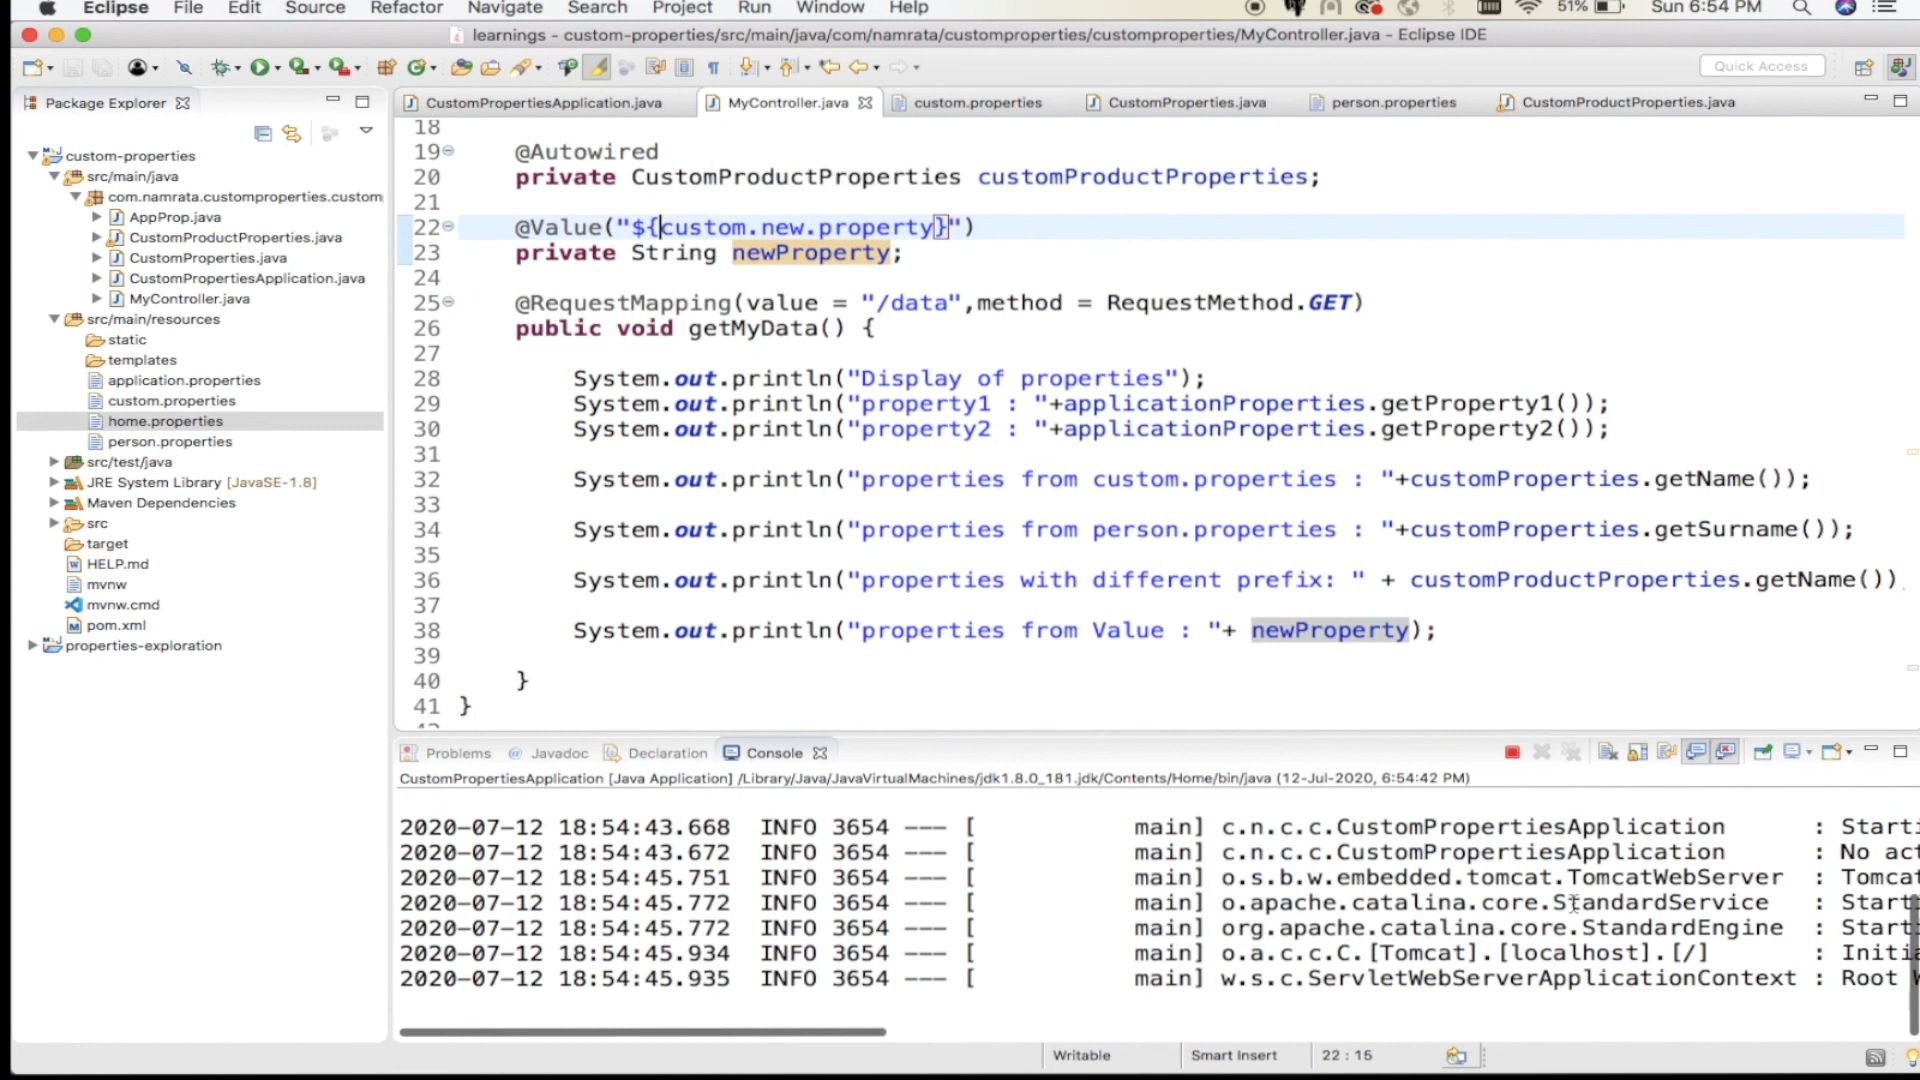 Eclipse File Edit Source Refactor Navigate Search Project Run Window Help 51% Sun 6:54 PM
learnings - custom-properties/src/main/java/com/namrata/customproperties/customproperties/MyController.java - Eclipse IDE
Quick Access
Package Explorer
CustomPropertiesApplication.java MyController.java custom.properties CustomProperties.java person.properties CustomProductProperties.java
custom-properties
src/main/java
com.namrata.customproperties.custom
AppProp.java
CustomProductProperties.java
CustomProperties.java
CustomPropertiesApplication.java
MyController.java
src/main/resources
static
templates
application.properties
custom.properties
home.properties
person.properties
src/test/java
JRE System Library [JavaSE-1.8]
Maven Dependencies
src
target
HELP.md
mvnw
mvnw.cmd
pom.xml
properties-exploration
18
19 @Autowired
20 private CustomProductProperties customProductProperties;
21
22 @Value("${custom.new.property}")
23 private String newProperty;
24
25 @RequestMapping(value = "/data",method = RequestMethod.GET)
26 public void getMyData() {
27
28 System.out.println("Display of properties");
29 System.out.println("property1 : "+applicationProperties.getProperty1());
30 System.out.println("property2 : "+applicationProperties.getProperty2());
31
32 System.out.println("properties from custom.properties : "+customProperties.getName());
33
34 System.out.println("properties from person.properties : "+customProperties.getSurname());
35
36 System.out.println("properties with different prefix: " + customProductProperties.getName())
37
38 System.out.println("properties from Value : "+ newProperty);
39
40 }
41 }
Problems @ Javadoc Declaration Console
CustomPropertiesApplication [Java Application] /Library/Java/JavaVirtualMachines/jdk1.8.0_181.jdk/Contents/Home/bin/java (12-Jul-2020, 6:54:42 PM)
2020-07-12 18:54:43.668 INFO 3654 --- [ main] c.n.c.c.CustomPropertiesApplication : Starti
2020-07-12 18:54:43.672 INFO 3654 --- [ main] c.n.c.c.CustomPropertiesApplication : No act
2020-07-12 18:54:45.751 INFO 3654 --- [ main] o.s.b.w.embedded.tomcat.TomcatWebServer : Tomcat
2020-07-12 18:54:45.772 INFO 3654 --- [ main] o.apache.catalina.core.StandardService : Starti
2020-07-12 18:54:45.772 INFO 3654 --- [ main] org.apache.catalina.core.StandardEngine : Starti
2020-07-12 18:54:45.934 INFO 3654 --- [ main] o.a.c.c.C.[Tomcat].[localhost].[/] : Initia
2020-07-12 18:54:45.935 INFO 3654 --- [ main] w.s.c.ServletWebServerApplicationContext : Root W
Writable Smart Insert 22 : 15